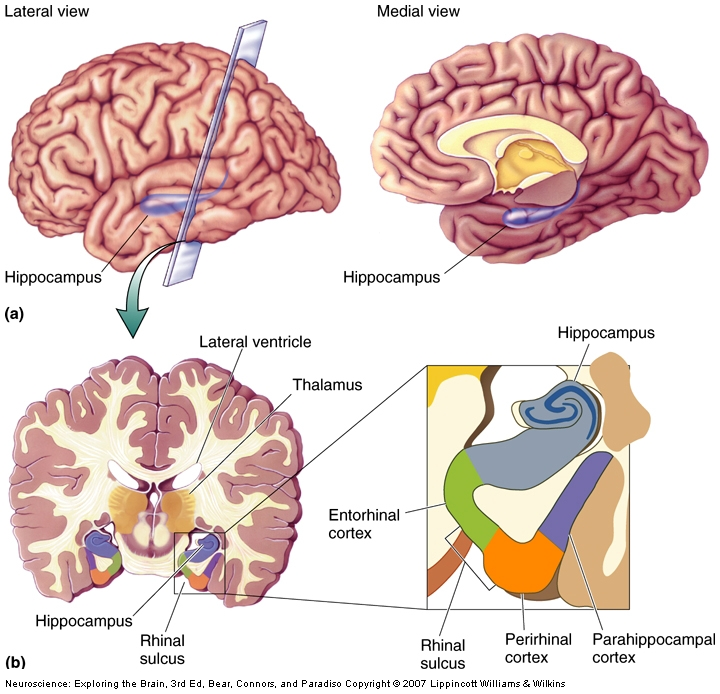 Lateral view
Medial view
Hippocampus
Hippocampus
(a)
Lateral ventricle
Thalamus
Hippocampus
Entorhinal
cortex
Hippocampus
Rhinal
sulcus
Rhinal
sulcus
Perirhinal
cortex
Parahippocampal
cortex
(b)
Neuroscience: Exploring the Brain, 3rd Ed, Bear, Connors, and Paradiso Copyright © 2007 Lippincott Williams & Wilkins